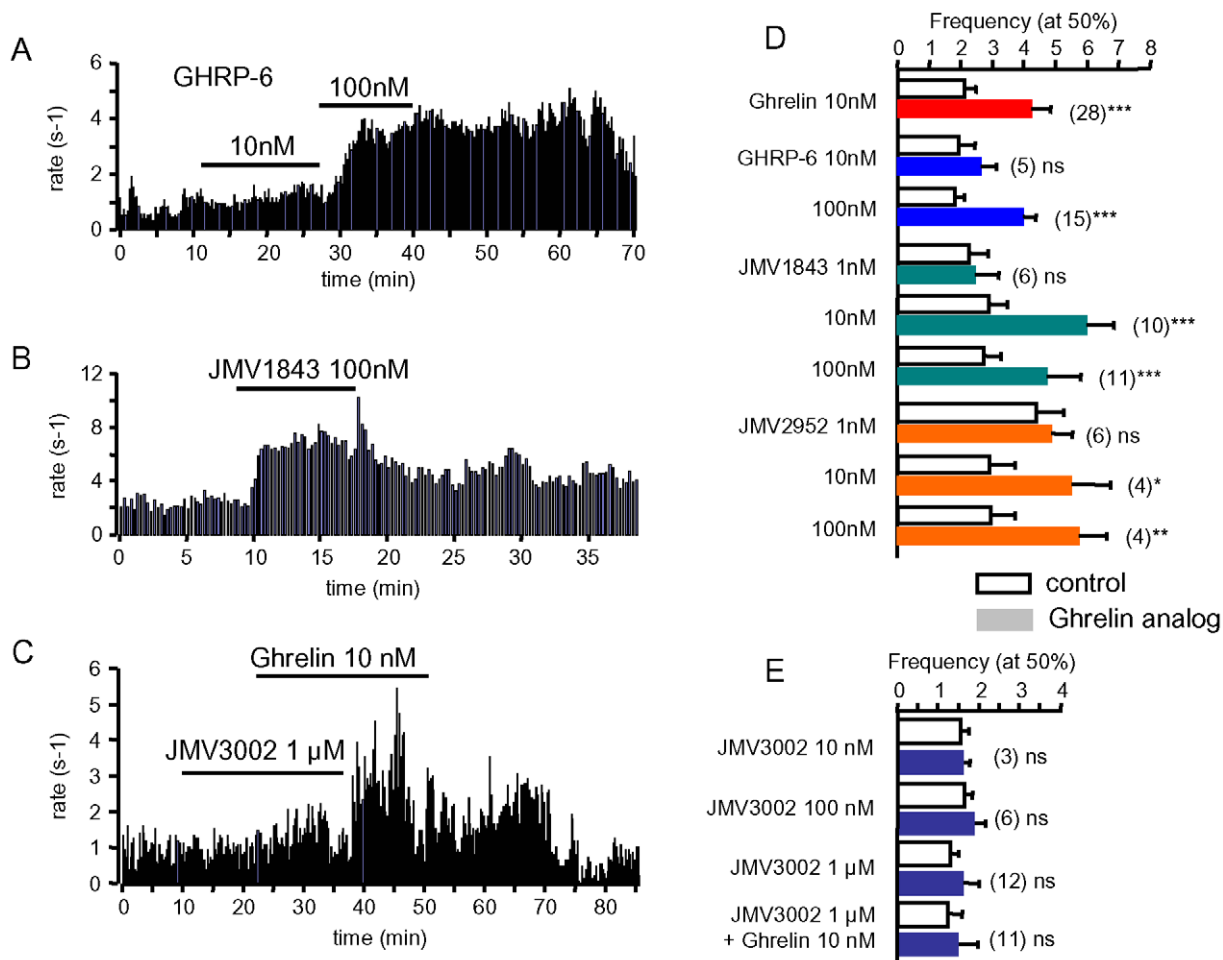 A
GHRP-6
100nM
10nM
rate (s-1)
6
4
2
0
0 10 20 30 40 50 60 70
time (min)
B
JMV1843 100nM
rate (s-1)
12
8
4
0
0 5 10 15 20 25 30 35
time (min)
C
Ghrelin 10 nM
JMV3002 1 µM
rate (s-1)
6
5
4
3
2
1
0
0 10 20 30 40 50 60 70 80
time (min)
D
Frequency (at 50%)
0 1 2 3 4 5 6 7 8
Ghrelin 10nM (28)***
GHRP-6 10nM (5) ns
100nM (15)***
JMV1843 1nM (6) ns
10nM (10)***
100nM (11)***
JMV2952 1nM (6) ns
10nM (4)*
100nM (4)**
control
Ghrelin analog
E
Frequency (at 50%)
0 1 2 3 4
JMV3002 10 nM (3) ns
JMV3002 100 nM (6) ns
JMV3002 1 µM (12) ns
JMV3002 1 µM
+ Ghrelin 10 nM (11) ns